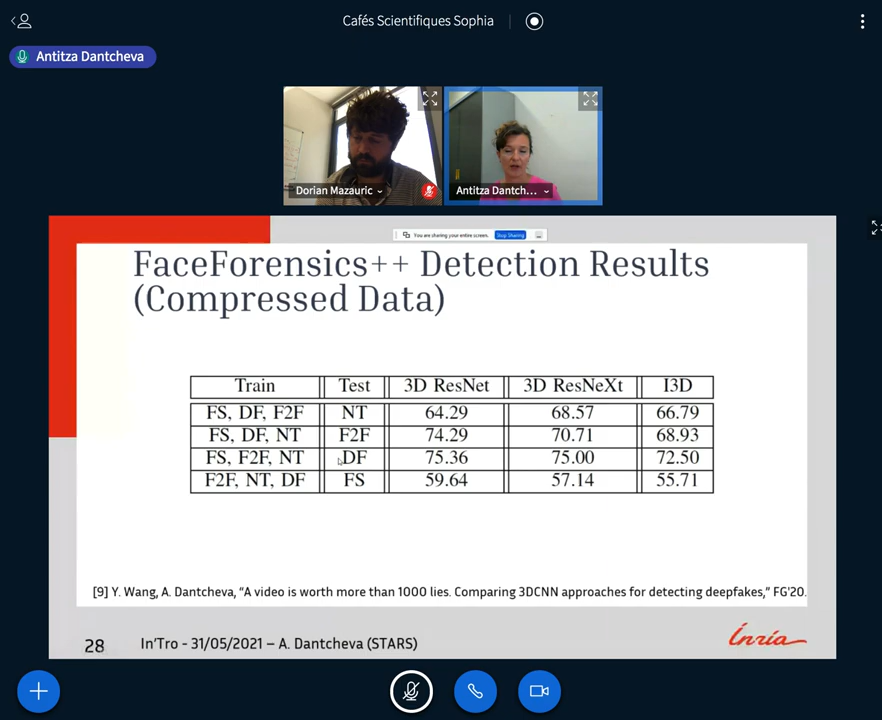 Cafés Scientifiques Sophia
Antitza Dantcheva
Dorian Mazauric
Antitza Dantch...
You are sharing your entire screen. Stop Sharing
FaceForensics++ Detection Results
(Compressed Data)
Train Test 3D ResNet 3D ResNeXt I3D
FS, DF, F2F NT 64.29 68.57 66.79
FS, DF, NT F2F 74.29 70.71 68.93
FS, F2F, NT DF 75.36 75.00 72.50
F2F, NT, DF FS 59.64 57.14 55.71
[9] Y. Wang, A. Dantcheva, “A video is worth more than 1000 lies. Comparing 3DCNN approaches for detecting deepfakes,” FG'20.
28 In'Tro - 31/05/2021 – A. Dantcheva (STARS)
Inria